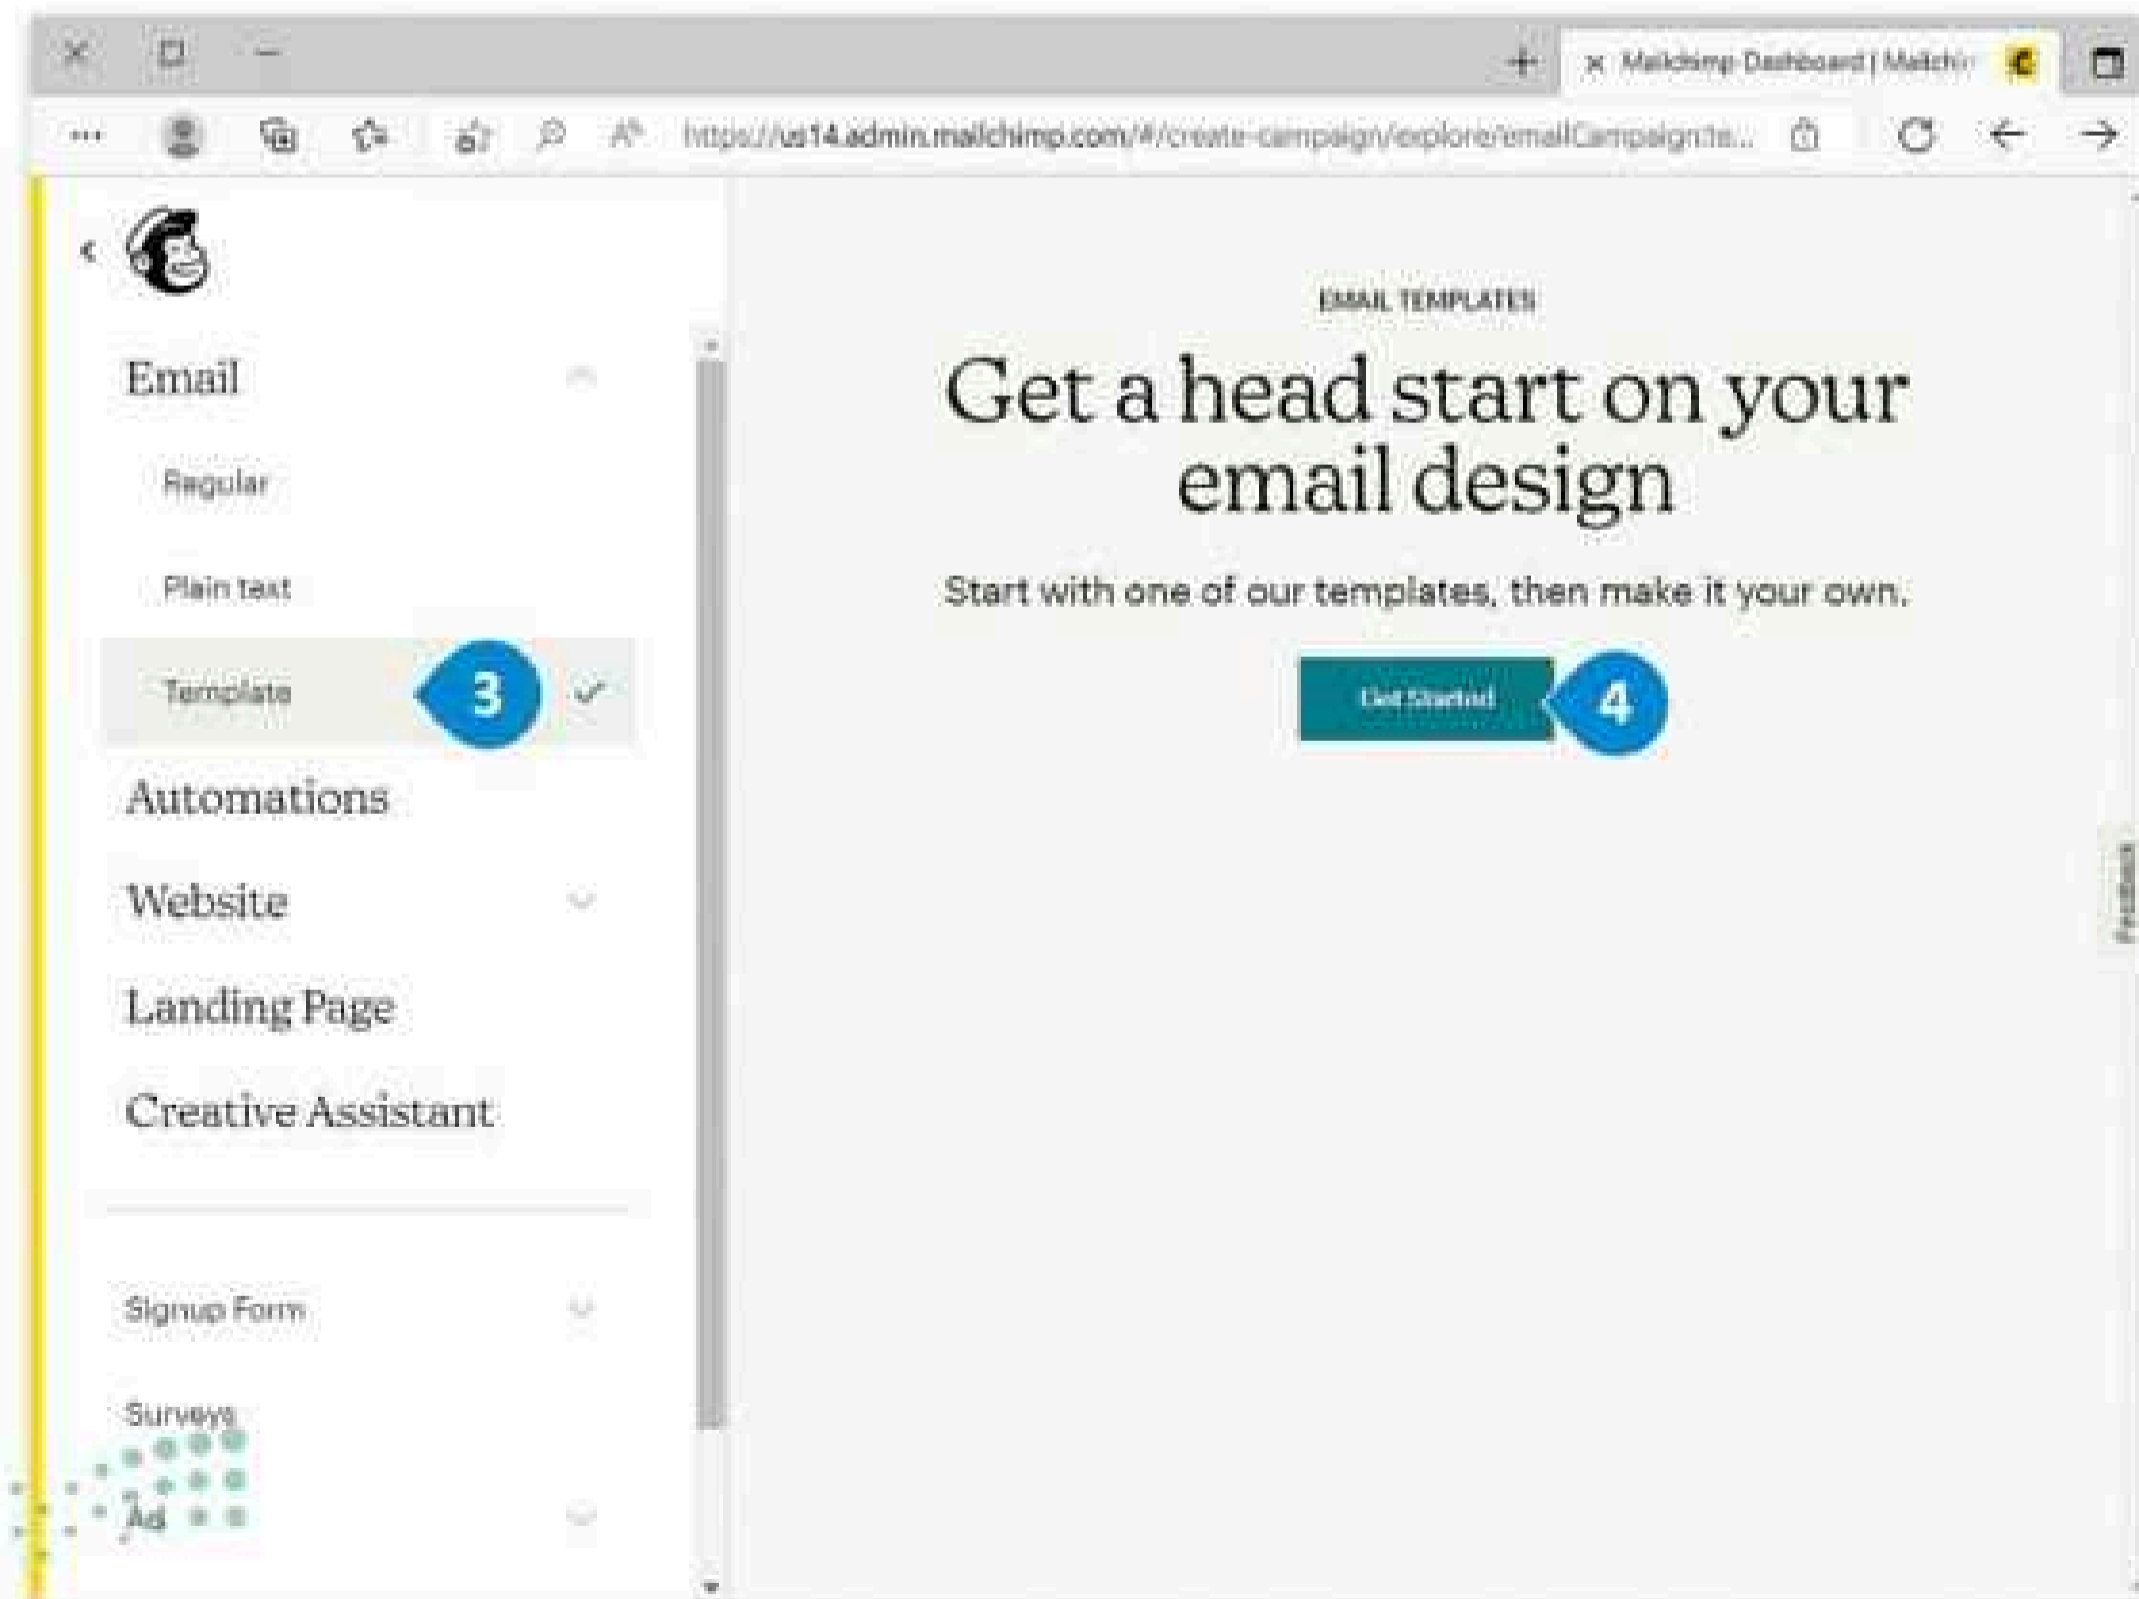 Mailchimp Dashboard | Mailchi
https://us14.admin.mailchimp.com/#/create-campaign/explore/emailCampaign:te...
Email
Regular
Plain text
Template
3
Automations
Website
Landing Page
Creative Assistant
Signup Form
Surveys
Ad
EMAIL TEMPLATES
Get a head start on your
email design
Start with one of our templates, then make it your own.
Get Started
4
Feedback